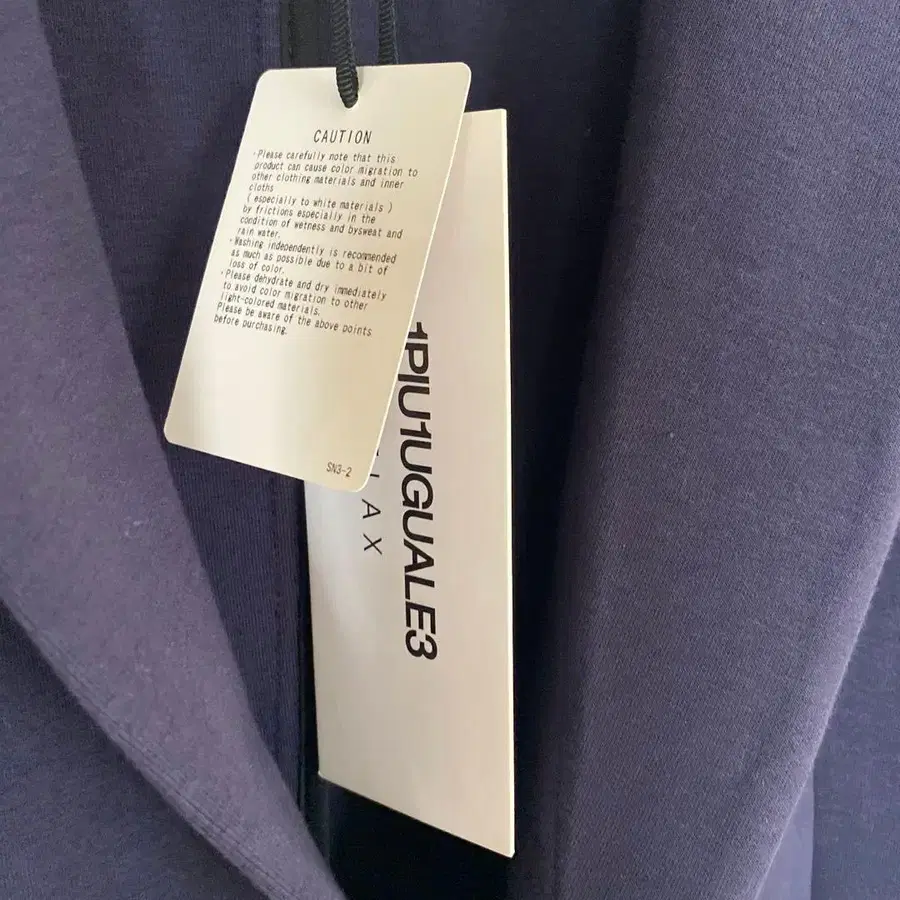 CAUTION
・Please carefully note that this
product can cause color migration to
other clothing materials and inner
cloths
( especially to white materials )
by frictions especially in the
condition of wetness and bysweat and
rain water.
・Washing independently is recommended
as much as possible due to a bit of
loss of color.
・Please dehydrate and dry immediately
to avoid color migration to other
light-colored materials.
Please be aware of the above points
before purchasing.
SN3-2
1PIU1UGUALE3
LAX